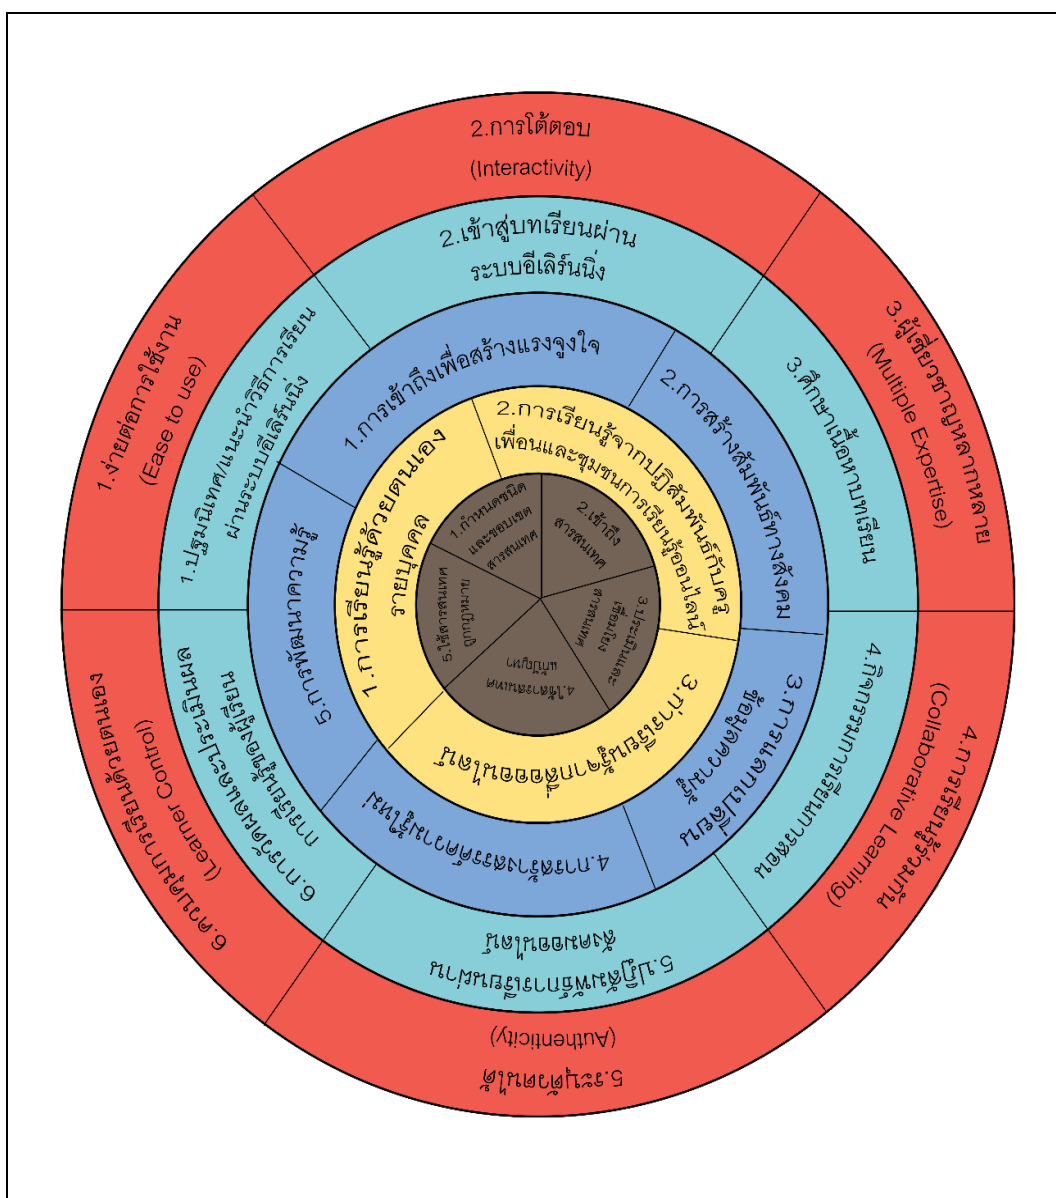 1.ง่ายต่อการใช้งาน
(Ease to use)
2.การโต้ตอบ
(Interactivity)
3.ผู้เชี่ยวชาญหลากหลาย
(Multiple Expertise)
4.การเรียนรู้ร่วมกัน
(Collaborative Learning)
5.ระบุตัวตนได้
(Authenticity)
6.ควบคุมการเรียนด้วยตนเอง
(Learner Control)
1.ปฐมนิเทศ/แนะนำวิธีการเรียน
ผ่านระบบอีเลิร์นนิ่ง
2.เข้าสู่บทเรียนผ่าน
ระบบอีเลิร์นนิ่ง
3.ศึกษาเนื้อหาบทเรียน
4.กิจกรรมการเรียนการสอน
5.ปฏิสัมพันธ์การเรียนผ่าน
สังคมออนไลน์
6.การวัดผลและประเมินผล
การเรียนรู้ของผู้เรียน
1.การเข้าถึงเพื่อสร้างแรงจูงใจ
2.การสร้างสัมพันธ์ทางสังคม
3.การแลกเปลี่ยน
ข้อมูลความรู้
4.การสร้างสรรค์ความรู้ใหม่
5.การพัฒนาความรู้
1.การเรียนรู้ด้วยตนเอง
รายบุคคล
2.การเรียนรู้จากปฏิสัมพันธ์กับครู
เพื่อนและชุมชนการเรียนรู้ออนไลน์
3.การเรียนรู้จากสื่อออนไลน์
1.กำหนดชนิด
และขอบเขต
สารสนเทศ
2.เข้าถึง
สารสนเทศ
3.ประเมินและ
เชื่อมโยง
สารสนเทศ
4.ใช้สารสนเทศ
แก้ปัญหา
5.ใช้สารสนเทศ
ถูกกฎหมาย